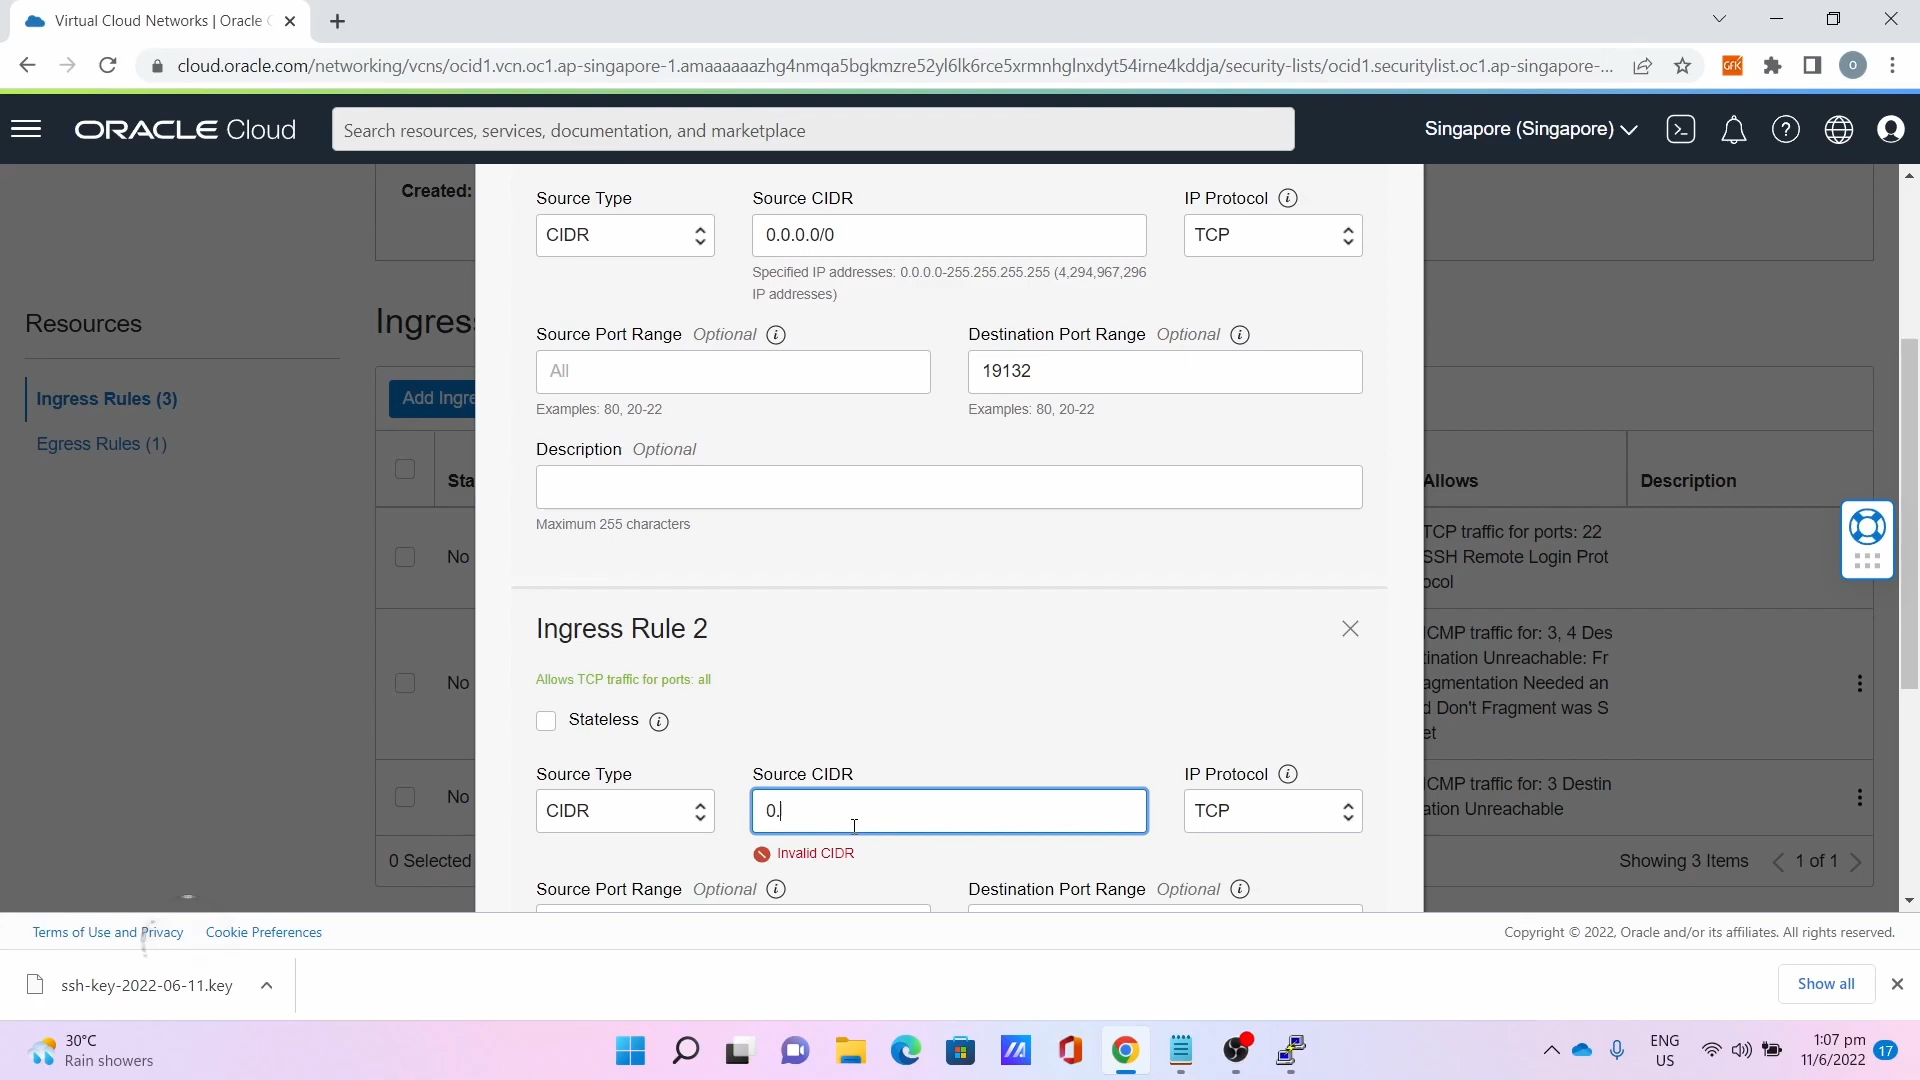 Virtual Cloud Networks | Oracle C
cloud.oracle.com/networking/vcns/ocid1.vcn.oc1.ap-singapore-1.amaaaaaazhg4nmqa5bgkmzre52yl6lk6rce5xrmnhglnxdyt54irne4kddja/security-lists/ocid1.securitylist.oc1.ap-singapore-...
GFK
O
ORACLE Cloud
Search resources, services, documentation, and marketplace
Singapore (Singapore)
Created:
Source Type
Source CIDR
IP Protocol
CIDR
0.0.0.0/0
TCP
Specified IP addresses: 0.0.0.0-255.255.255.255 (4,294,967,296
IP addresses)
Resources
Ingres
Source Port Range Optional
Destination Port Range Optional
All
19132
Ingress Rules (3)
Add Ingre
Examples: 80, 20-22
Examples: 80, 20-22
Egress Rules (1)
Description Optional
Sta
Allows
Description
Maximum 255 characters
No
TCP traffic for ports: 22
SSH Remote Login Prot
ocol
Ingress Rule 2
Allows TCP traffic for ports: all
Stateless
No
ICMP traffic for: 3, 4 Des
tination Unreachable: Fr
agmentation Needed an
d Don't Fragment was S
et
Source Type
Source CIDR
IP Protocol
CIDR
0.
TCP
No
ICMP traffic for: 3 Destin
ation Unreachable
Invalid CIDR
0 Selected
Showing 3 Items
1 of 1
Source Port Range Optional
Destination Port Range Optional
Terms of Use and Privacy
Cookie Preferences
Copyright © 2022, Oracle and/or its affiliates. All rights reserved.
ssh-key-2022-06-11.key
Show all
30°C
Rain showers
ENG
US
1:07 pm
11/6/2022
17